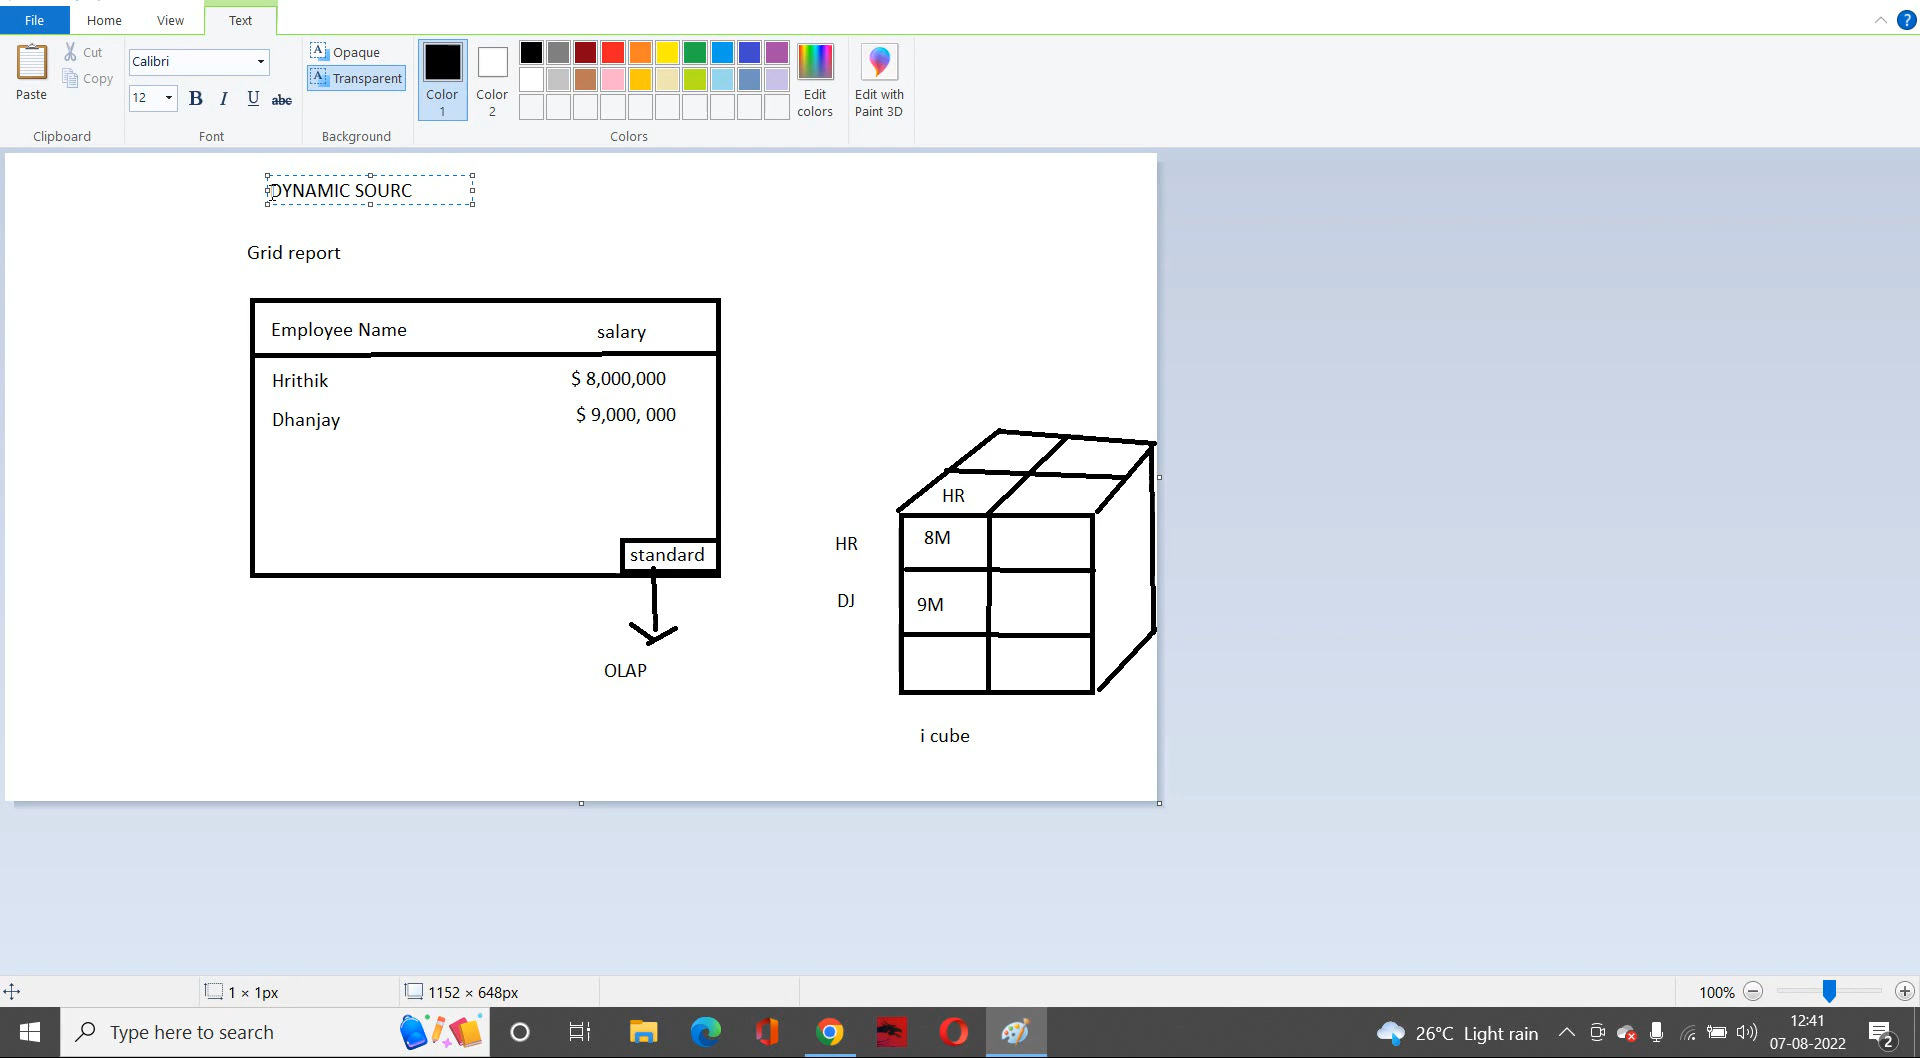 File Home View Text
Paste
Cut
Copy
Clipboard
Calibri
12 B I U abc
Font
A Opaque
A Transparent
Background
Color 1
Color 2
Edit colors
Colors
Edit with Paint 3D
DYNAMIC SOURC
Grid report
Employee Name salary
Hrithik $ 8,000,000
Dhanjay $ 9,000, 000
standard
OLAP
HR
HR 8M
DJ 9M
i cube
1 × 1px 1152 × 648px 100%
Type here to search 26°C Light rain 12:41
07-08-2022 2